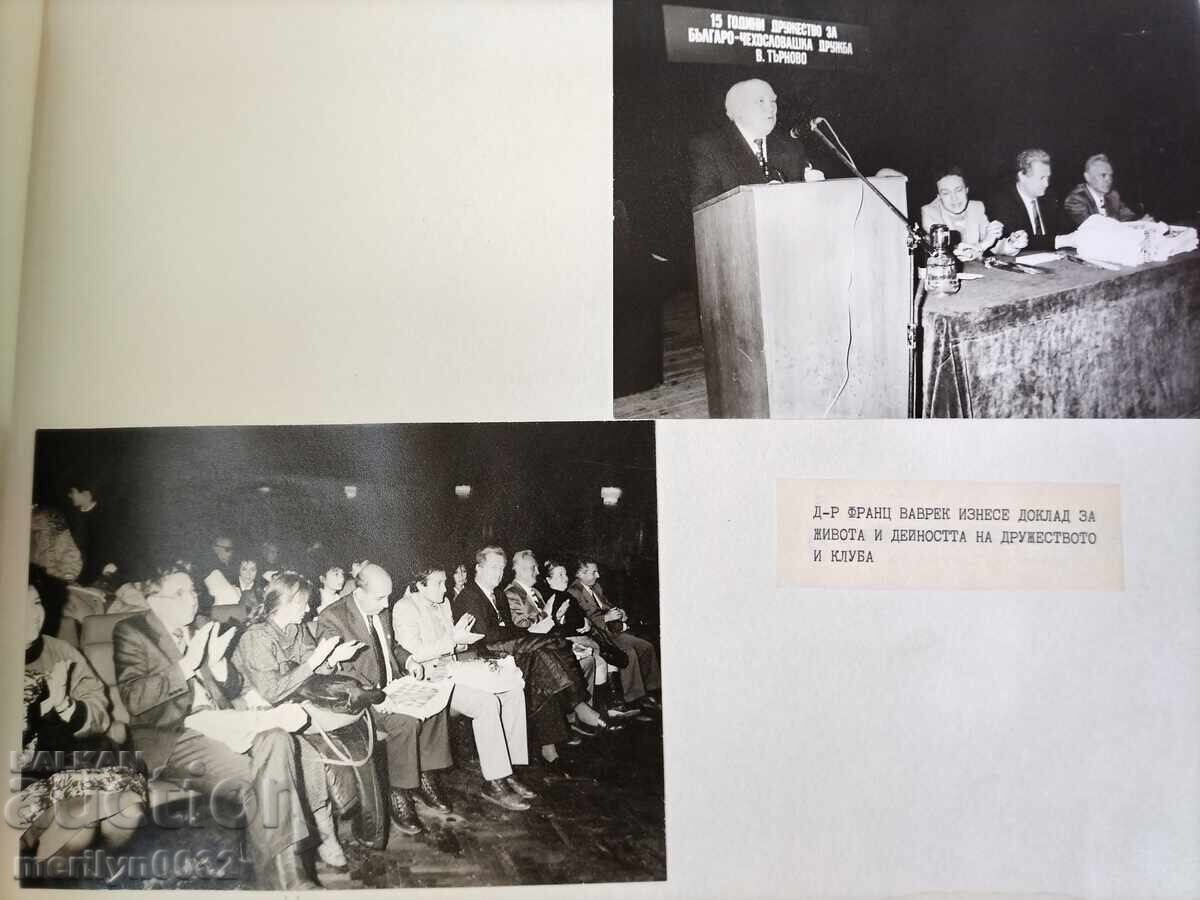 15 ГОДИНИ ДРУЖЕСТВО ЗА
БЪЛГАРО-ЧЕХОСЛОВАШКА ДРУЖБА
В. ТЪРНОВО
Д-Р ФРАНЦ ВАВРЕК ИЗНЕСЕ ДОКЛАД ЗА
ЖИВОТА И ДЕЙНОСТТА НА ДРУЖЕСТВОТО
И КЛУБА
BALKAN
auction
merilyn0032